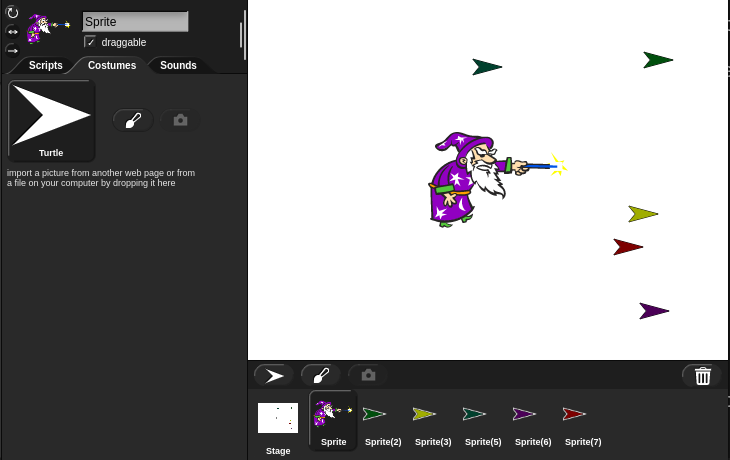 Sprite
draggable
Scripts Costumes Sounds
Turtle
import a picture from another web page or from
a file on your computer by dropping it here
Stage
Sprite Sprite(2) Sprite(3) Sprite(5) Sprite(6) Sprite(7)